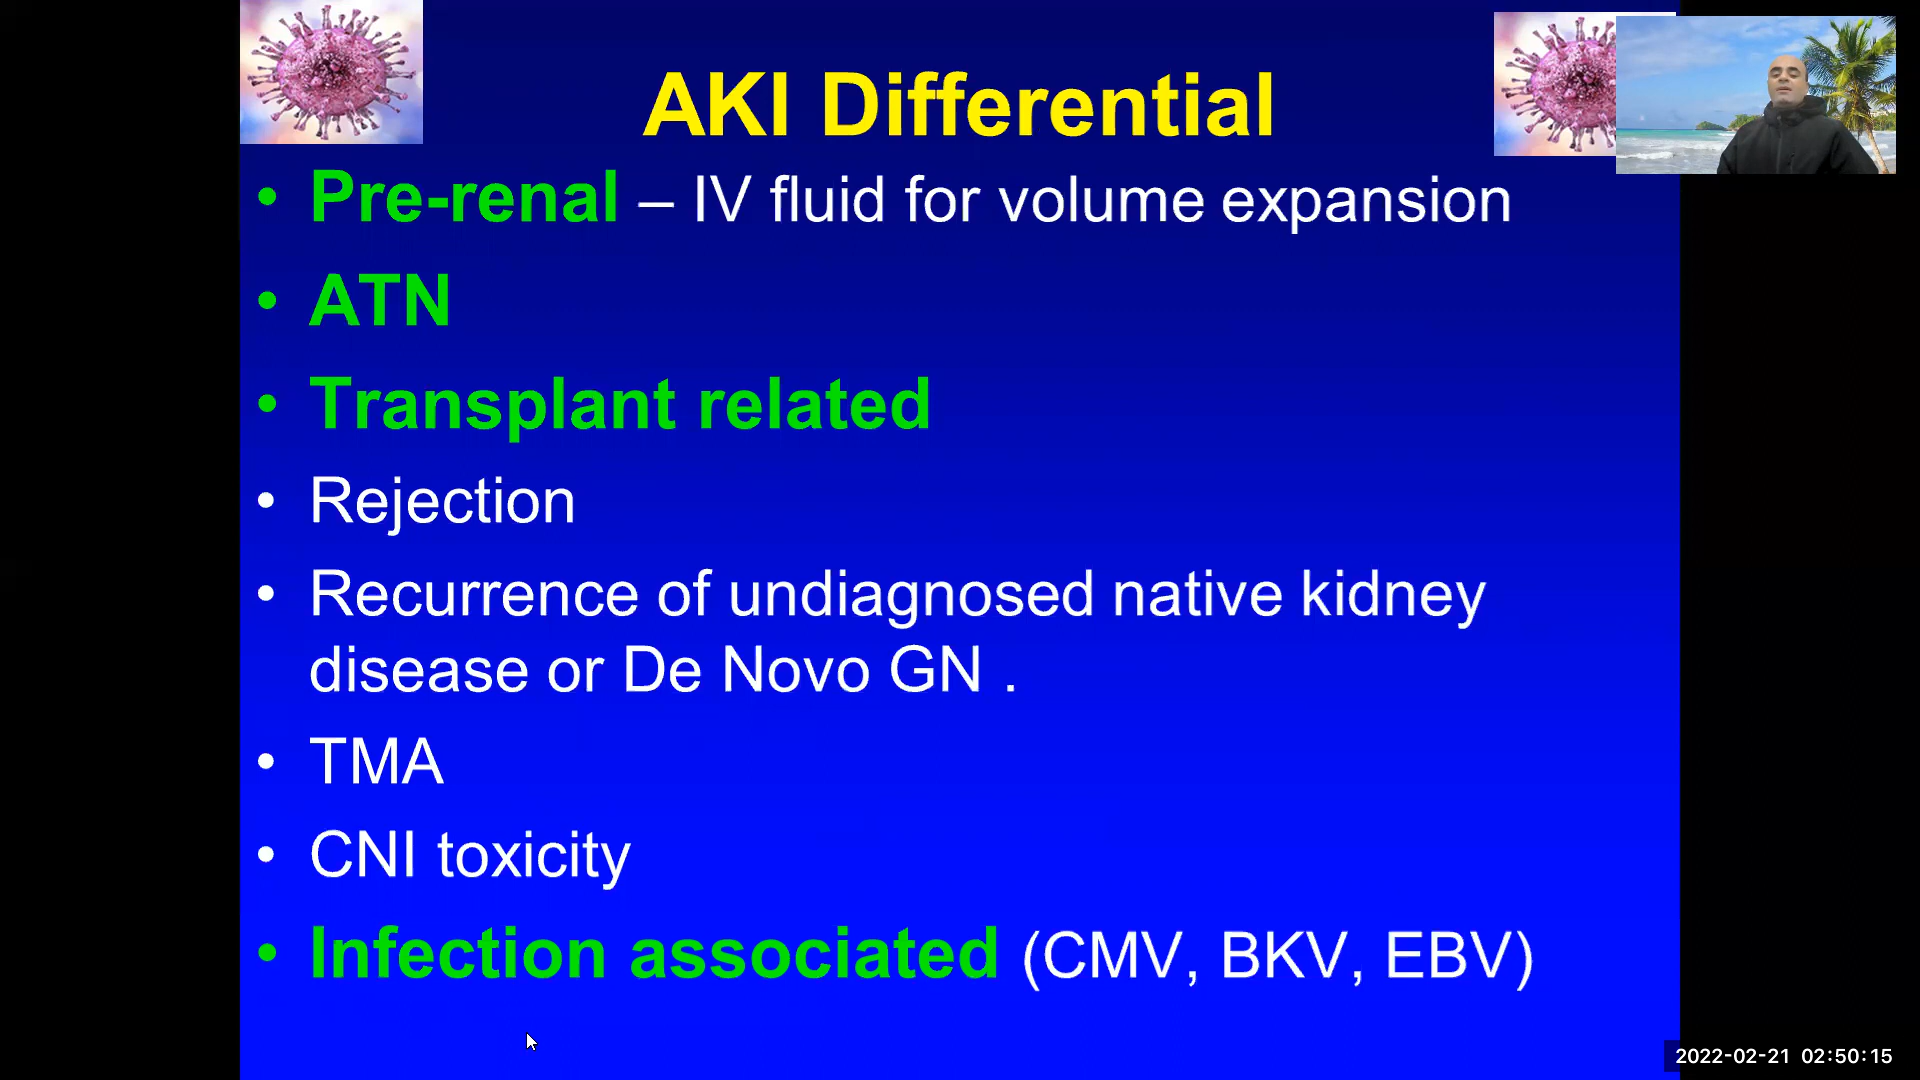 AKI Differential
• Pre-renal – IV fluid for volume expansion
• ATN
• Transplant related
• Rejection
• Recurrence of undiagnosed native kidney
disease or De Novo GN .
• TMA
• CNI toxicity
• Infection associated (CMV, BKV, EBV)
2022-02-21 02:50:15